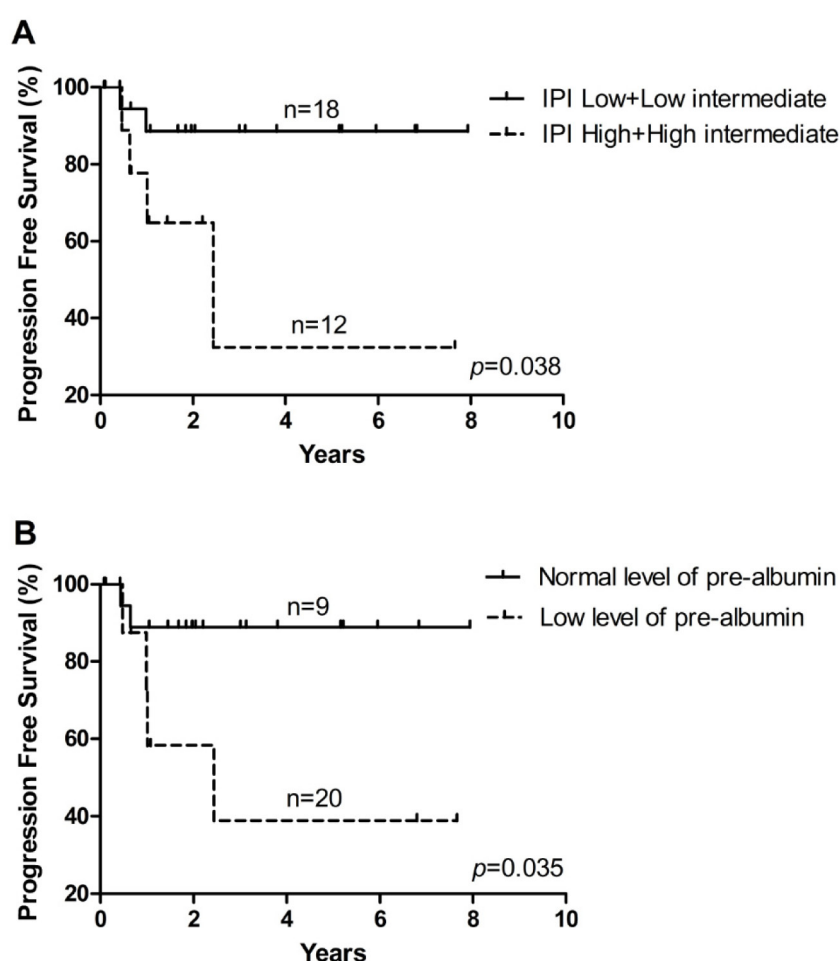 A
Progression Free Survival (%)
100
80
60
40
20
0
2
4
6
8
10
Years
n=18
n=12
p=0.038
IPI Low+Low intermediate
IPI High+High intermediate
B
Progression Free Survival (%)
100
80
60
40
20
0
2
4
6
8
10
Years
n=9
n=20
p=0.035
Normal level of pre-albumin
Low level of pre-albumin